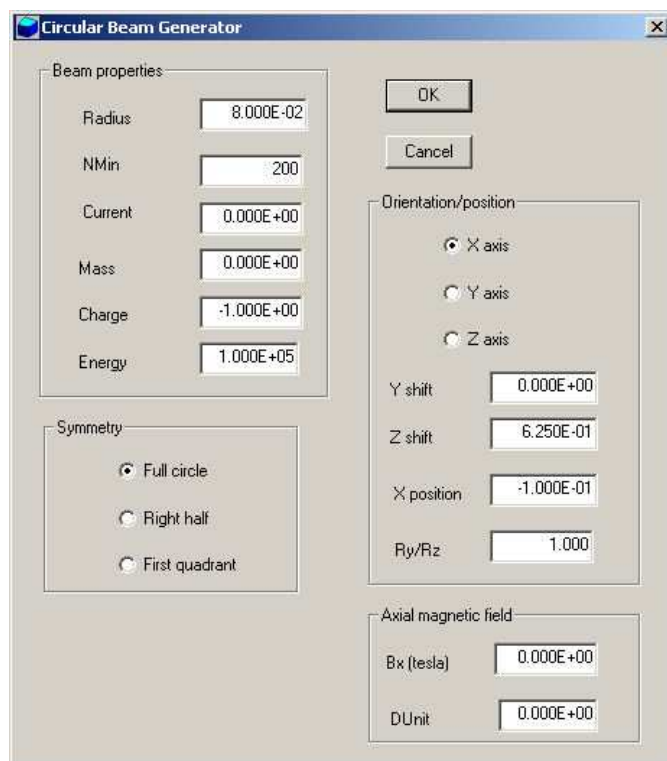 Circular Beam Generator
Beam properties
Radius 8.000E-02
NMin 200
Current 0.000E+00
Mass 0.000E+00
Charge -1.000E+00
Energy 1.000E+05
Symmetry
Full circle
Right half
First quadrant
OK
Cancel
Orientation/position
X axis
Y axis
Z axis
Y shift 0.000E+00
Z shift 6.250E-01
X position -1.000E-01
Ry/Rz 1.000
Axial magnetic field
Bx (tesla) 0.000E+00
DUnit 0.000E+00